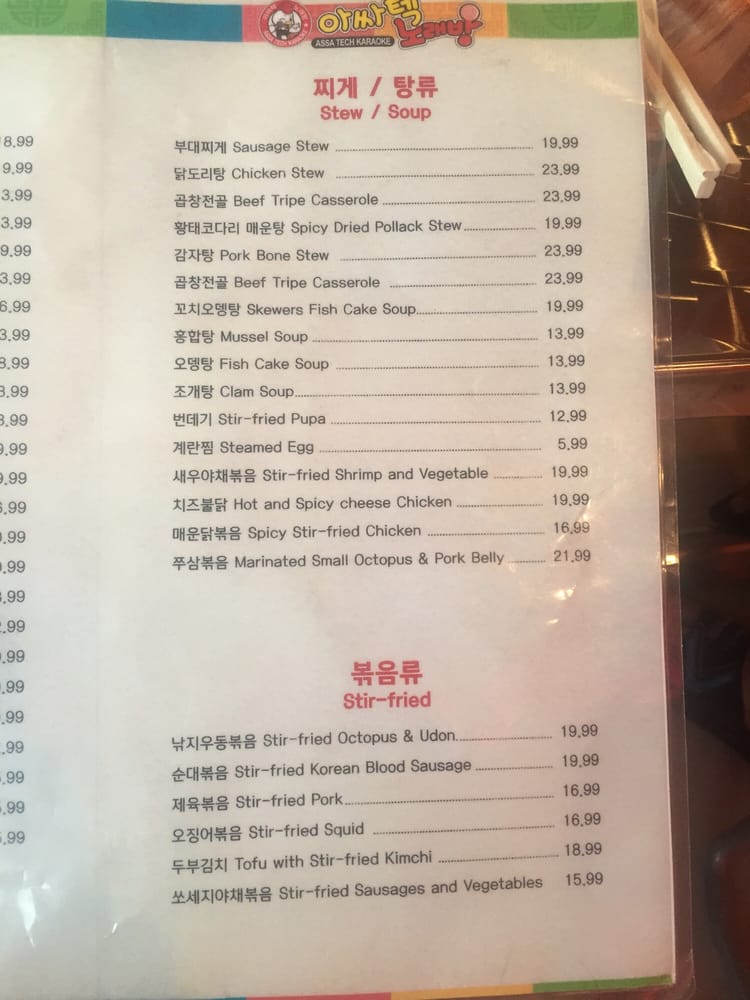 아싸텍
노래방
ASSA TECH KARAOKE
찌게 / 탕류
Stew / Soup
부대찌게 Sausage Stew 19.99
닭도리탕 Chicken Stew 23.99
곱창전골 Beef Tripe Casserole 23.99
황태코다리 매운탕 Spicy Dried Pollack Stew 19.99
감자탕 Pork Bone Stew 23.99
곱창전골 Beef Tripe Casserole 23.99
꼬치오뎅탕 Skewers Fish Cake Soup 19.99
홍합탕 Mussel Soup 13.99
오뎅탕 Fish Cake Soup 13.99
조개탕 Clam Soup 13.99
번데기 Stir-fried Pupa 12.99
계란찜 Steamed Egg 5.99
새우야채볶음 Stir-fried Shrimp and Vegetable 19.99
치즈불닭 Hot and Spicy cheese Chicken 19.99
매운닭볶음 Spicy Stir-fried Chicken 16.99
쭈삼볶음 Marinated Small Octopus & Pork Belly 21.99
볶음류
Stir-fried
낚지우동볶음 Stir-fried Octopus & Udon 19.99
순대볶음 Stir-fried Korean Blood Sausage 19.99
제육볶음 Stir-fried Pork 16.99
오징어볶음 Stir-fried Squid 16.99
두부김치 Tofu with Stir-fried Kimchi 18.99
쏘세지야채볶음 Stir-fried Sausages and Vegetables 15.99